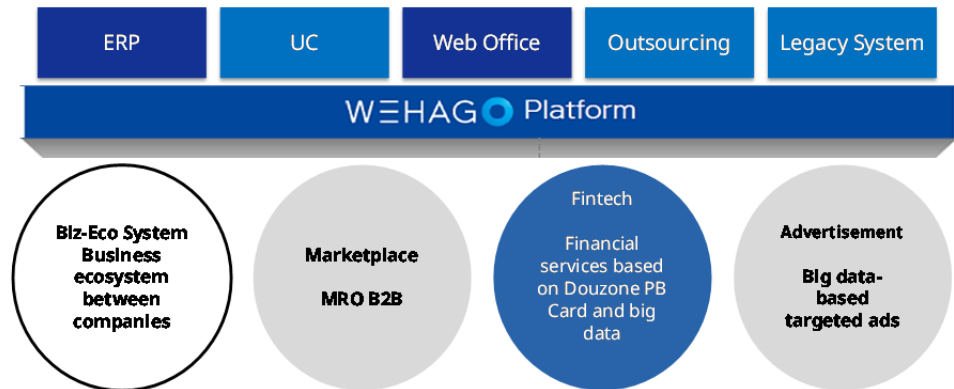 ERP
UC
Web Office
Outsourcing
Legacy System
WEHAGO Platform
Biz-Eco System
Business
ecosystem
between
companies
Marketplace
MRO B2B
Fintech
Financial
services based
on Douzone PB
Card and big
data
Advertisement
Big data-
based
targeted ads